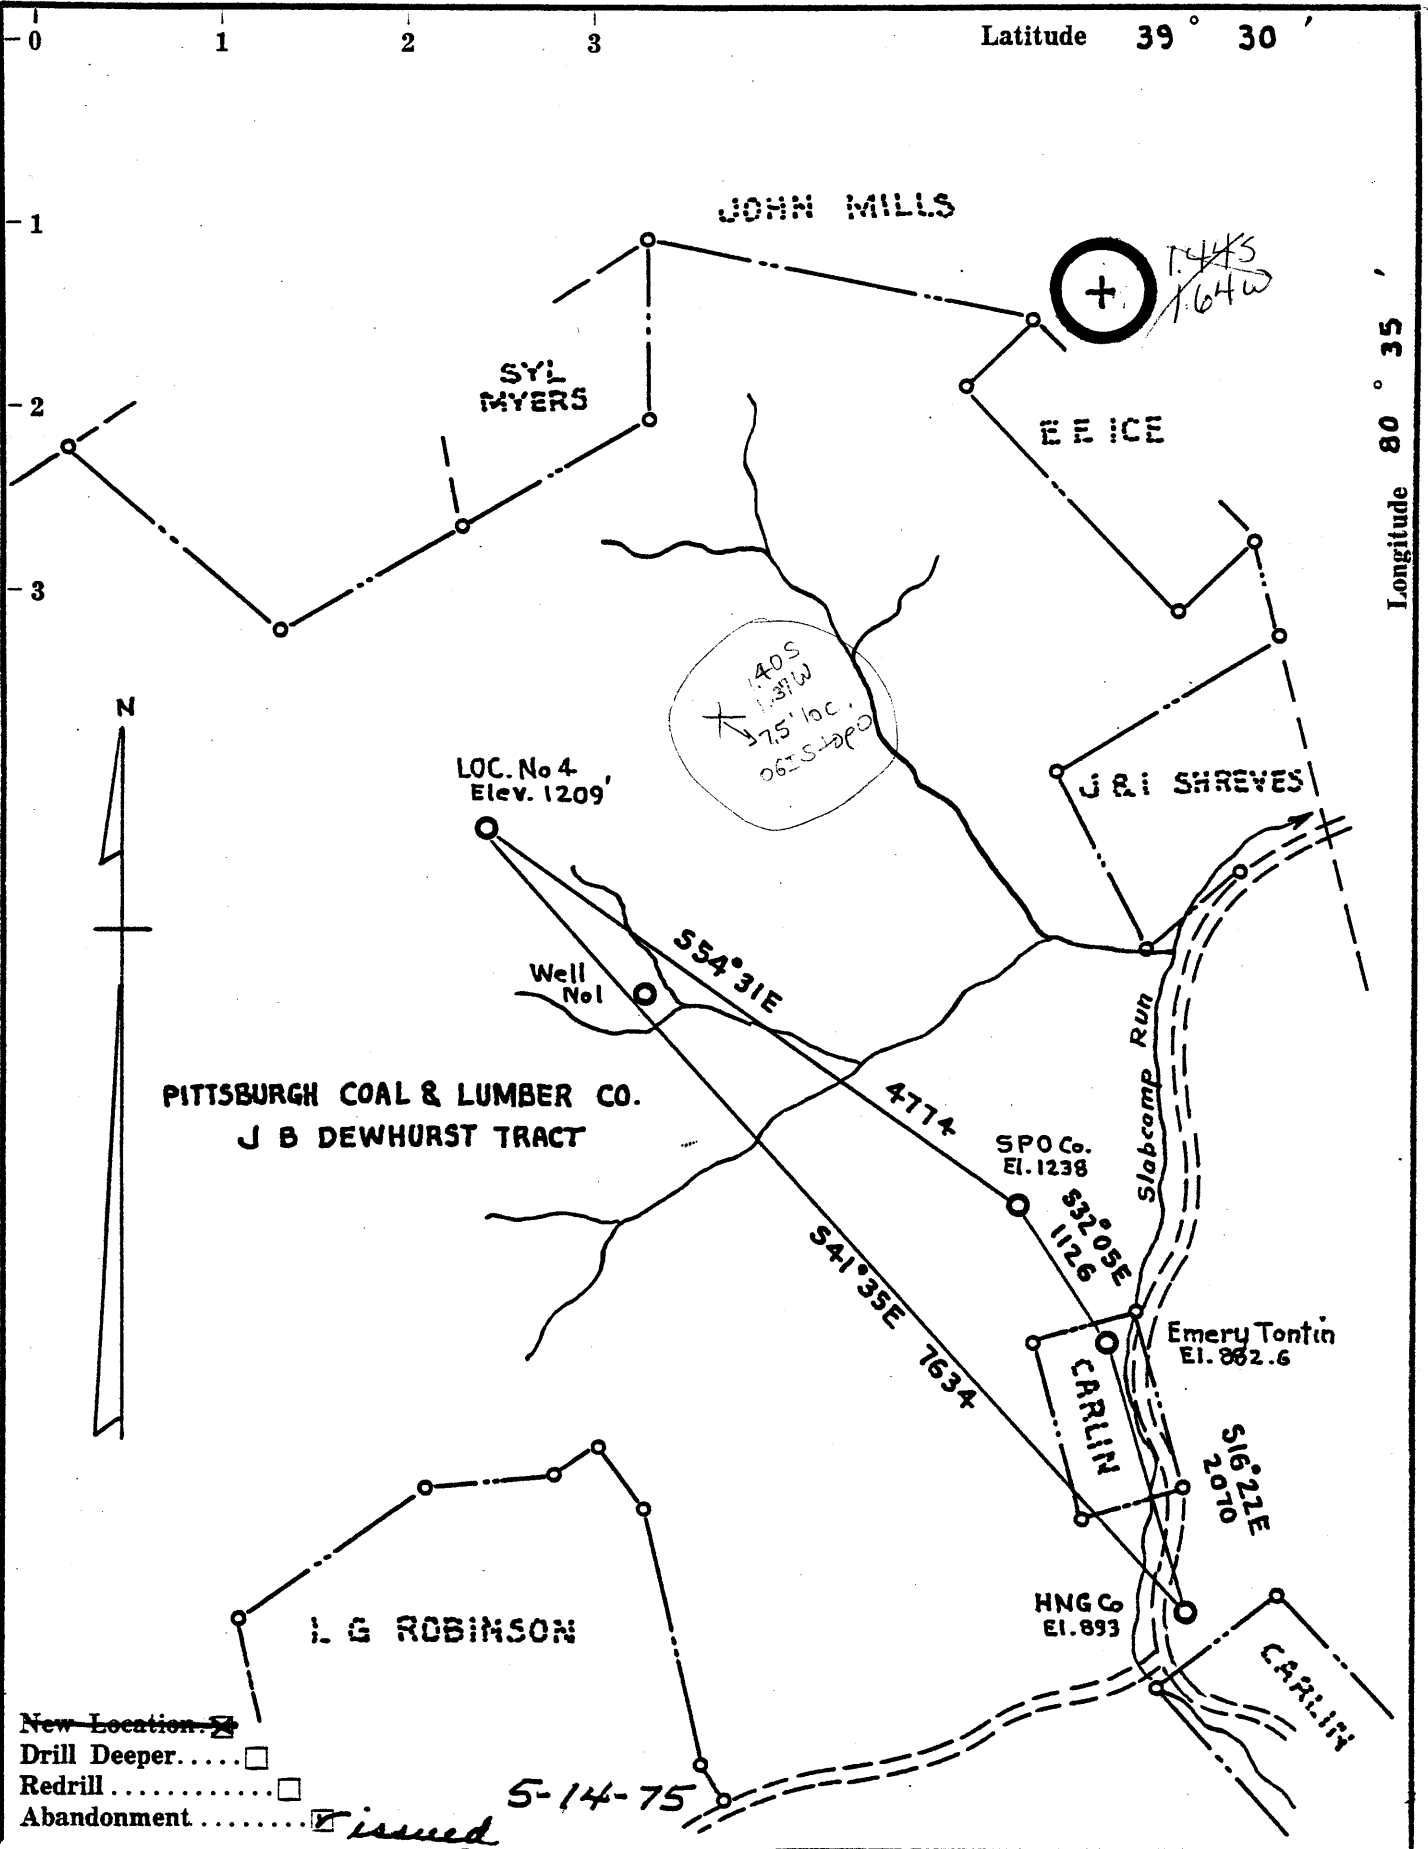 0 1 2 3 Latitude 39° 30'
1
2
3
Longitude 80° 35'
JOHN MILLS
1.44S
1.64W
SYL
MYERS
E E ICE
1.40S
1.37W
7.5' loc.
topo
N
LOC. No 4
Elev. 1209'
J & I SHREVES
S54°31E
Well
No1
Slabcomp Run
PITTSBURGH COAL & LUMBER CO.
J B DEWHURST TRACT
4774
SPO Co.
El. 1238
S32°05E
1126
S41°35E 7634
Emery Tontin
El. 882.6
CARLIN
S16°22E
2070
HNG Co
El. 893
L G ROBINSON
CARLIN
New Location
Drill Deeper.....
Redrill............
Abandonment.........
issued
5-14-75